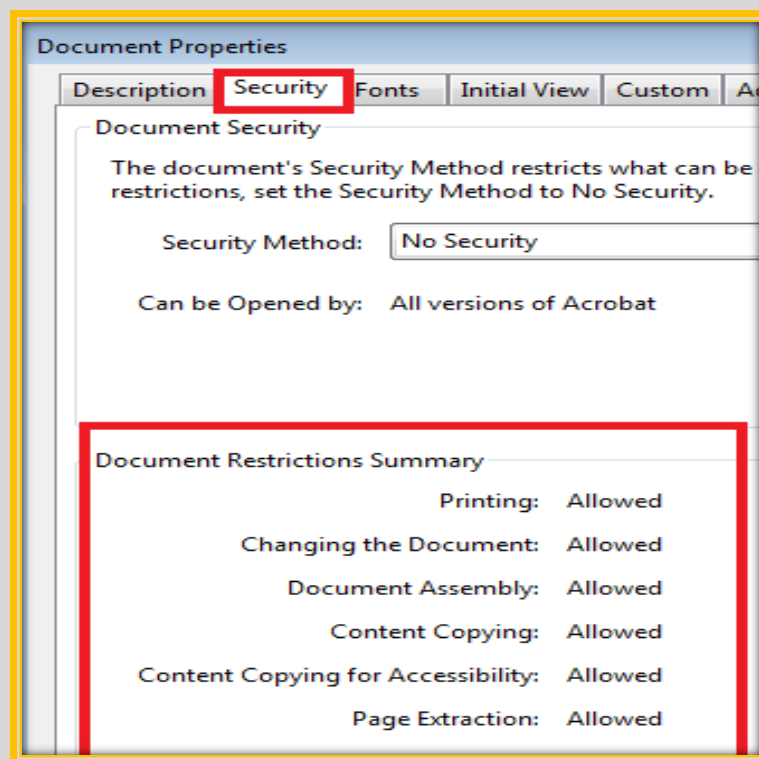 Document Properties
Description Security Fonts Initial View Custom
Document Security
The document's Security Method restricts what can be
restrictions, set the Security Method to No Security.
Security Method: No Security
Can be Opened by: All versions of Acrobat
Document Restrictions Summary
Printing: Allowed
Changing the Document: Allowed
Document Assembly: Allowed
Content Copying: Allowed
Content Copying for Accessibility: Allowed
Page Extraction: Allowed